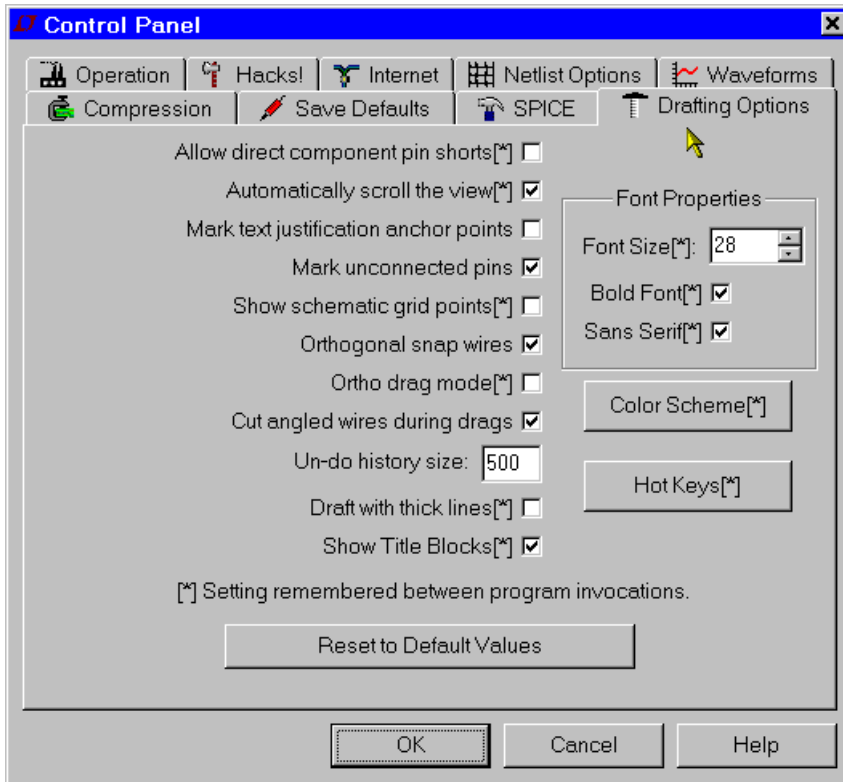 Control Panel
Operation
Hacks!
Internet
Netlist Options
Waveforms
Compression
Save Defaults
SPICE
Drafting Options
Allow direct component pin shorts[*]
Automatically scroll the view[*]
Mark text justification anchor points
Mark unconnected pins
Show schematic grid points[*]
Orthogonal snap wires
Ortho drag mode[*]
Cut angled wires during drags
Un-do history size: 500
Draft with thick lines[*]
Show Title Blocks[*]
Font Properties
Font Size[*]: 28
Bold Font[*]
Sans Serif[*]
Color Scheme[*]
Hot Keys[*]
[*] Setting remembered between program invocations.
Reset to Default Values
OK
Cancel
Help